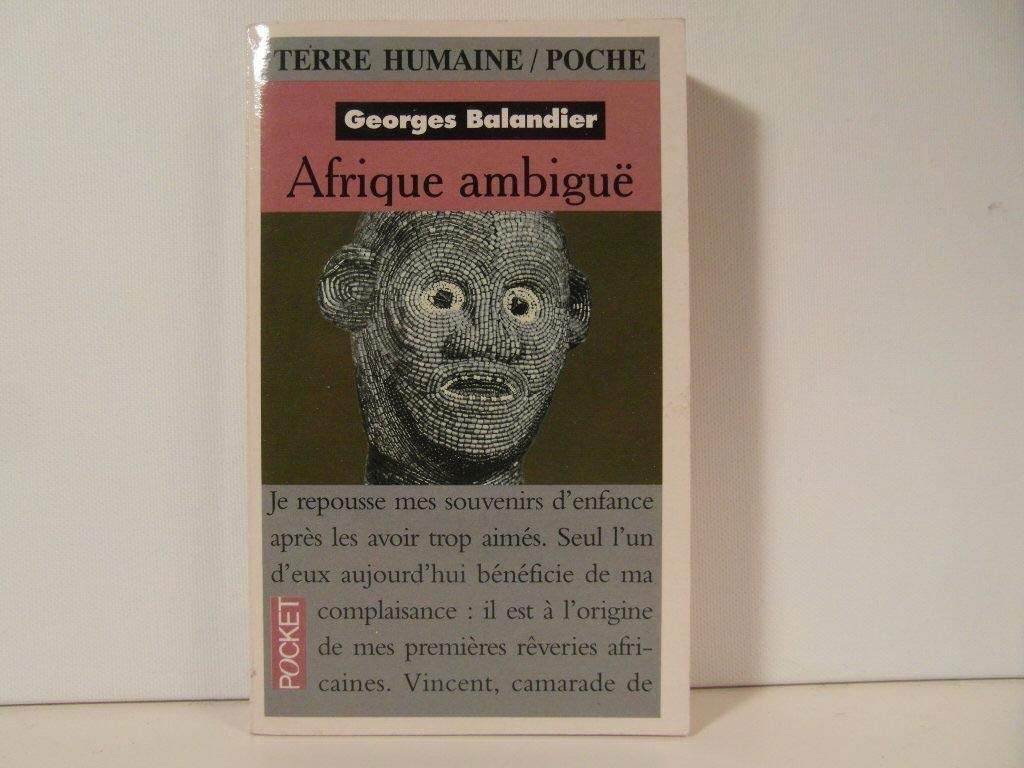 TERRE HUMAINE / POCHE
Georges Balandier
Afrique ambiguë
Je repousse mes souvenirs d'enfance
après les avoir trop aimés. Seul l'un
d'eux aujourd'hui bénéficie de ma
complaisance : il est à l'origine
de mes premières rêveries afri-
caines. Vincent, camarade de
POCKET